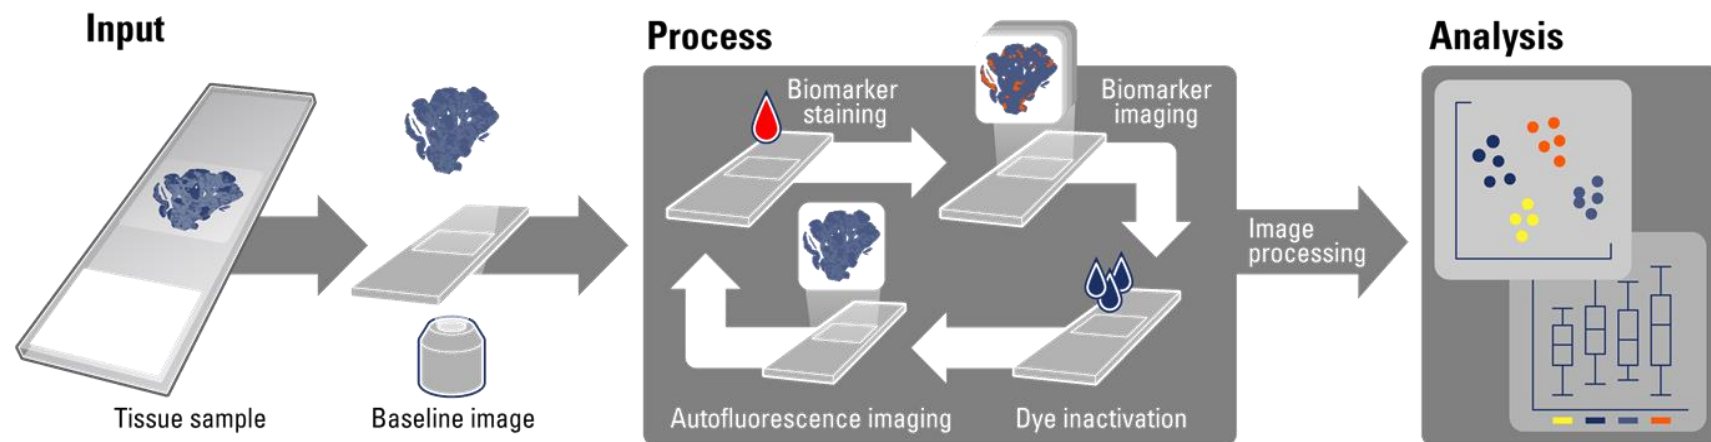 Input
Tissue sample
Baseline image
Process
Biomarker
staining
Biomarker
imaging
Autofluorescence imaging
Dye inactivation
Image
processing
Analysis